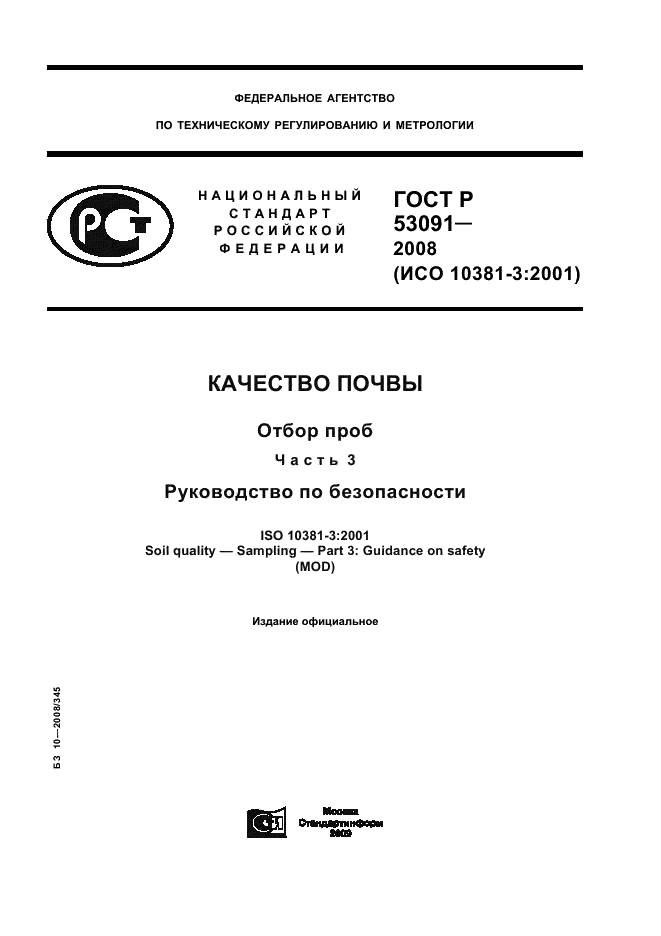 ФЕДЕРАЛЬНОЕ АГЕНТСТВО
ПО ТЕХНИЧЕСКОМУ РЕГУЛИРОВАНИЮ И МЕТРОЛОГИИ
НАЦИОНАЛЬНЫЙ
СТАНДАРТ
РОССИЙСКОЙ
ФЕДЕРАЦИИ
ГОСТ Р
53091—
2008
(ИСО 10381-3:2001)
КАЧЕСТВО ПОЧВЫ
Отбор проб
Часть 3
Руководство по безопасности
ISO 10381-3:2001
Soil quality — Sampling — Part 3: Guidance on safety
(MOD)
Издание официальное
БЗ 10—2008/345
Москва
Стандартинформ
2009